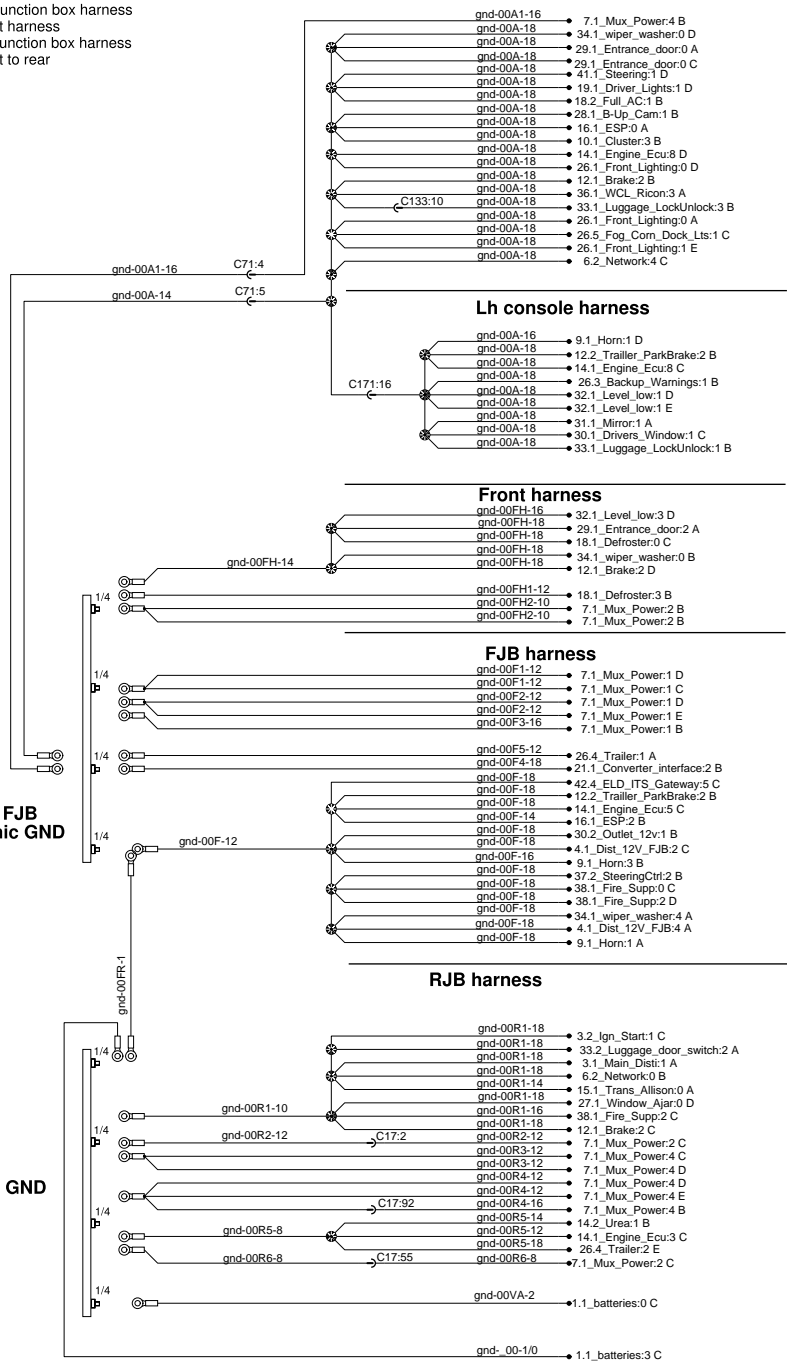 unction box harness
t harness
unction box harness
t to rear
gnd-00A1-16 7.1_Mux_Power:4 B
gnd-00A-18 34.1_wiper_washer:0 D
gnd-00A-18 29.1_Entrance_door:0 A
gnd-00A-18 29.1_Entrance_door:0 C
gnd-00A-18 41.1_Steering:1 D
gnd-00A-18 19.1_Driver_Lights:1 D
gnd-00A-18 18.2_Full_AC:1 B
gnd-00A-18 28.1_B-Up_Cam:1 B
gnd-00A-18 16.1_ESP:0 A
gnd-00A-18 10.1_Cluster:3 B
gnd-00A-18 14.1_Engine_Ecu:8 D
gnd-00A-18 26.1_Front_Lighting:0 D
gnd-00A-18 12.1_Brake:2 B
gnd-00A-18 36.1_WCL_Ricon:3 A
C133:10 gnd-00A-18 33.1_Luggage_LockUnlock:3 B
gnd-00A-18 26.1_Front_Lighting:0 A
gnd-00A-18 26.5_Fog_Corn_Dock_Lts:1 C
gnd-00A-18 26.1_Front_Lighting:1 E
gnd-00A-18 6.2_Network:4 C
gnd-00A1-16 C71:4
gnd-00A-14 C71:5
Lh console harness
gnd-00A-16 9.1_Horn:1 D
gnd-00A-18 12.2_Trailler_ParkBrake:2 B
gnd-00A-18 14.1_Engine_Ecu:8 C
gnd-00A-18 26.3_Backup_Warnings:1 B
C171:16 gnd-00A-18 32.1_Level_low:1 D
gnd-00A-18 32.1_Level_low:1 E
gnd-00A-18 31.1_Mirror:1 A
gnd-00A-18 30.1_Drivers_Window:1 C
gnd-00A-18 33.1_Luggage_LockUnlock:1 B
Front harness
gnd-00FH-16 32.1_Level_low:3 D
gnd-00FH-18 29.1_Entrance_door:2 A
gnd-00FH-18 18.1_Defroster:0 C
gnd-00FH-18 34.1_wiper_washer:0 B
gnd-00FH-14 gnd-00FH-18 12.1_Brake:2 D
1/4 gnd-00FH1-12 18.1_Defroster:3 B
gnd-00FH2-10 7.1_Mux_Power:2 B
gnd-00FH2-10 7.1_Mux_Power:2 B
FJB harness
gnd-00F1-12 7.1_Mux_Power:1 D
1/4 gnd-00F1-12 7.1_Mux_Power:1 C
gnd-00F2-12 7.1_Mux_Power:1 D
gnd-00F2-12 7.1_Mux_Power:1 E
gnd-00F3-16 7.1_Mux_Power:1 B
1/4 gnd-00F5-12 26.4_Trailer:1 A
gnd-00F4-18 21.1_Converter_interface:2 B
gnd-00F-18 42.4_ELD_ITS_Gateway:5 C
gnd-00F-18 12.2_Trailler_ParkBrake:2 B
FJB
nic GND
gnd-00F-18 14.1_Engine_Ecu:5 C
gnd-00F-14 16.1_ESP:2 B
gnd-00F-18 30.2_Outlet_12v:1 B
1/4 gnd-00F-12 gnd-00F-18 4.1_Dist_12V_FJB:2 C
gnd-00F-16 9.1_Horn:3 B
gnd-00F-18 37.2_SteeringCtrl:2 B
gnd-00F-18 38.1_Fire_Supp:0 C
gnd-00F-18 38.1_Fire_Supp:2 D
gnd-00F-18 34.1_wiper_washer:4 A
gnd-00F-18 4.1_Dist_12V_FJB:4 A
gnd-00F-18 9.1_Horn:1 A
gnd-00FR-1
RJB harness
gnd-00R1-18 3.2_Ign_Start:1 C
1/4 gnd-00R1-18 33.2_Luggage_door_switch:2 A
gnd-00R1-18 3.1_Main_Disti:1 A
gnd-00R1-18 6.2_Network:0 B
gnd-00R1-14 15.1_Trans_Allison:0 A
gnd-00R1-18 27.1_Window_Ajar:0 D
gnd-00R1-10 gnd-00R1-16 38.1_Fire_Supp:2 C
gnd-00R1-18 12.1_Brake:2 C
1/4 gnd-00R2-12 C17:2 gnd-00R2-12 7.1_Mux_Power:2 C
gnd-00R3-12 7.1_Mux_Power:4 C
gnd-00R3-12 7.1_Mux_Power:4 D
gnd-00R4-12 7.1_Mux_Power:4 D
GND
gnd-00R4-12 7.1_Mux_Power:4 E
C17:92 gnd-00R4-16 7.1_Mux_Power:4 B
1/4 gnd-00R5-14 14.2_Urea:1 B
gnd-00R5-8 gnd-00R5-12 14.1_Engine_Ecu:3 C
gnd-00R5-18 26.4_Trailer:2 E
gnd-00R6-8 C17:55 gnd-00R6-8 7.1_Mux_Power:2 C
1/4 gnd-00VA-2 1.1_batteries:0 C
gnd-_00-1/0 1.1_batteries:3 C